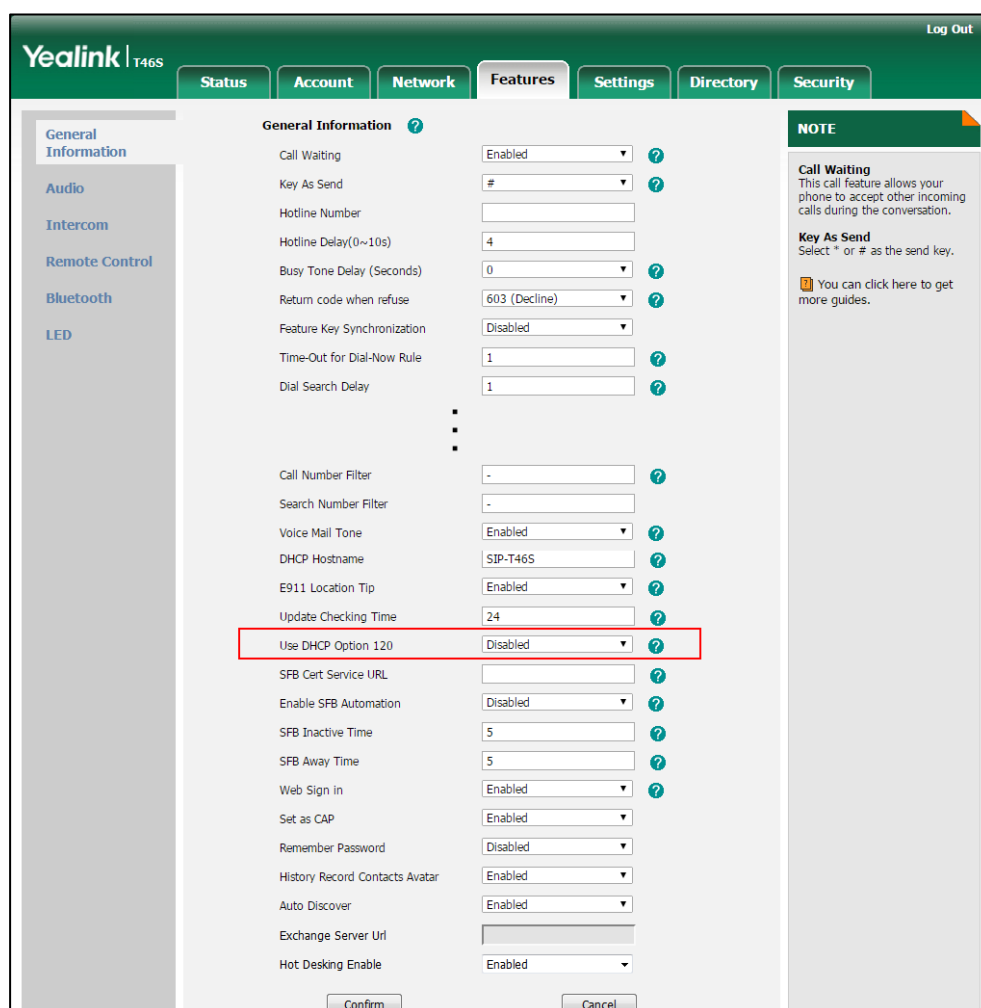 Log Out
Yealink T46S
Status Account Network Features Settings Directory Security
General Information
Audio
Intercom
Remote Control
Bluetooth
LED
General Information ?
Call Waiting Enabled ?
Key As Send # ?
Hotline Number
Hotline Delay(0~10s) 4
Busy Tone Delay (Seconds) 0 ?
Return code when refuse 603 (Decline) ?
Feature Key Synchronization Disabled
Time-Out for Dial-Now Rule 1 ?
Dial Search Delay 1 ?
Call Number Filter - ?
Search Number Filter -
Voice Mail Tone Enabled ?
DHCP Hostname SIP-T46S ?
E911 Location Tip Enabled ?
Update Checking Time 24 ?
Use DHCP Option 120 Disabled ?
SFB Cert Service URL ?
Enable SFB Automation Disabled ?
SFB Inactive Time 5 ?
SFB Away Time 5 ?
Web Sign in Enabled ?
Set as CAP Enabled
Remember Password Disabled
History Record Contacts Avatar Enabled
Auto Discover Enabled
Exchange Server Url
Hot Desking Enable Enabled
Confirm Cancel
NOTE
Call Waiting
This call feature allows your
phone to accept other incoming
calls during the conversation.
Key As Send
Select * or # as the send key.
? You can click here to get
more guides.